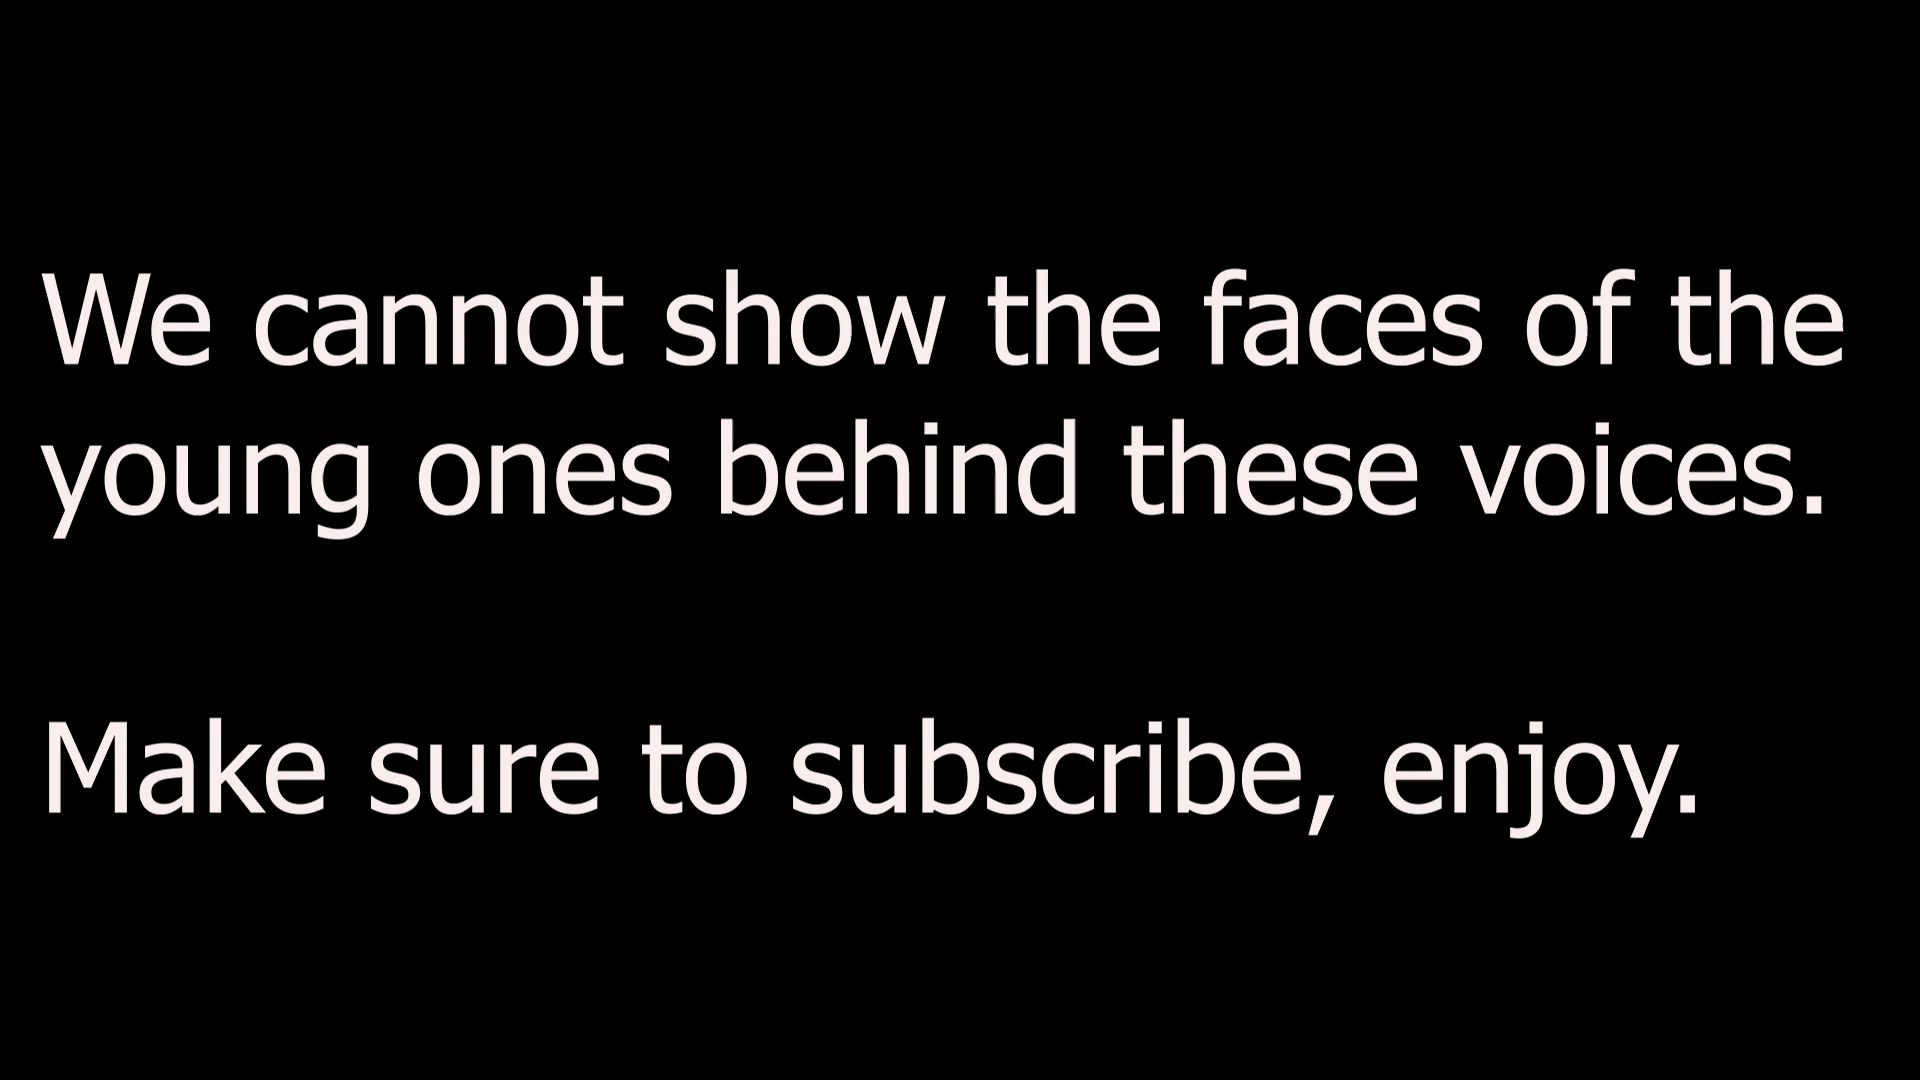 We cannot show the faces of the
young ones behind these voices.
Make sure to subscribe, enjoy.